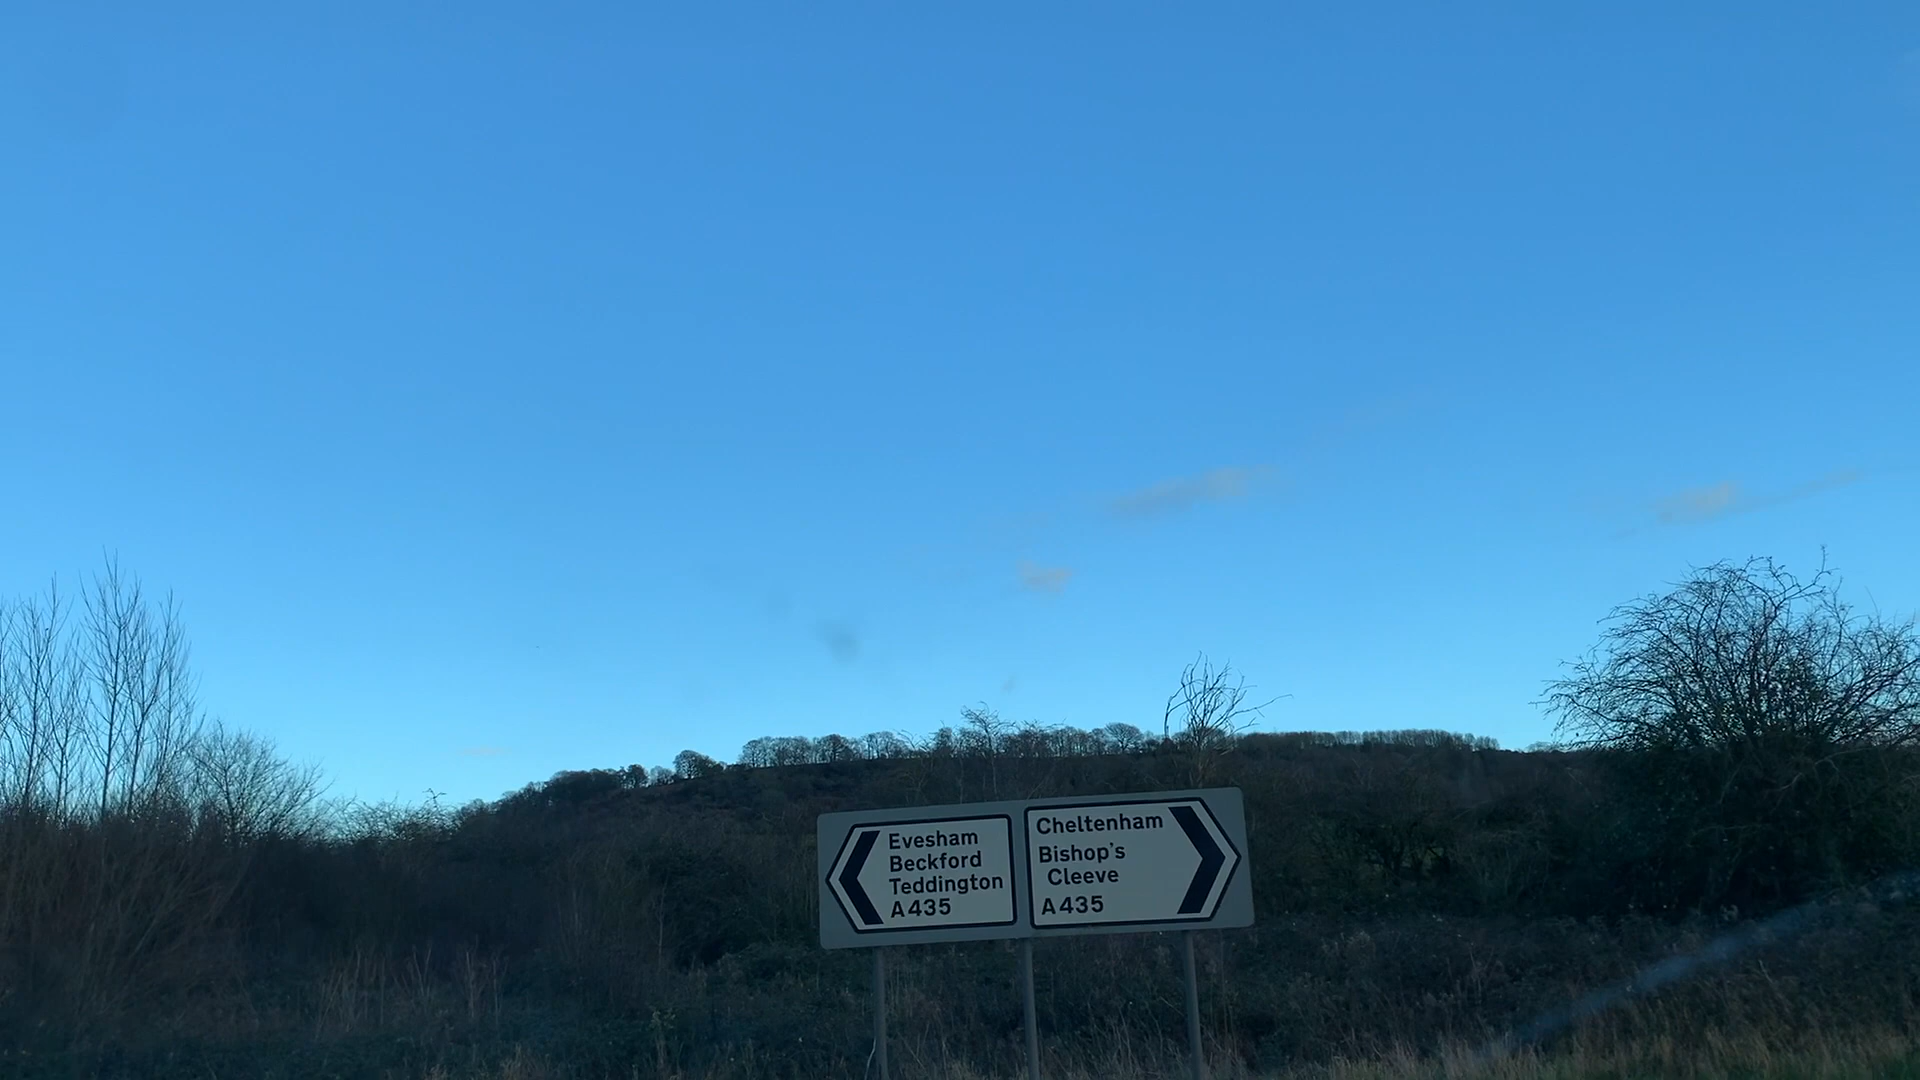 Evesham
Beckford
Teddington
A435
Cheltenham
Bishop's
Cleeve
A435